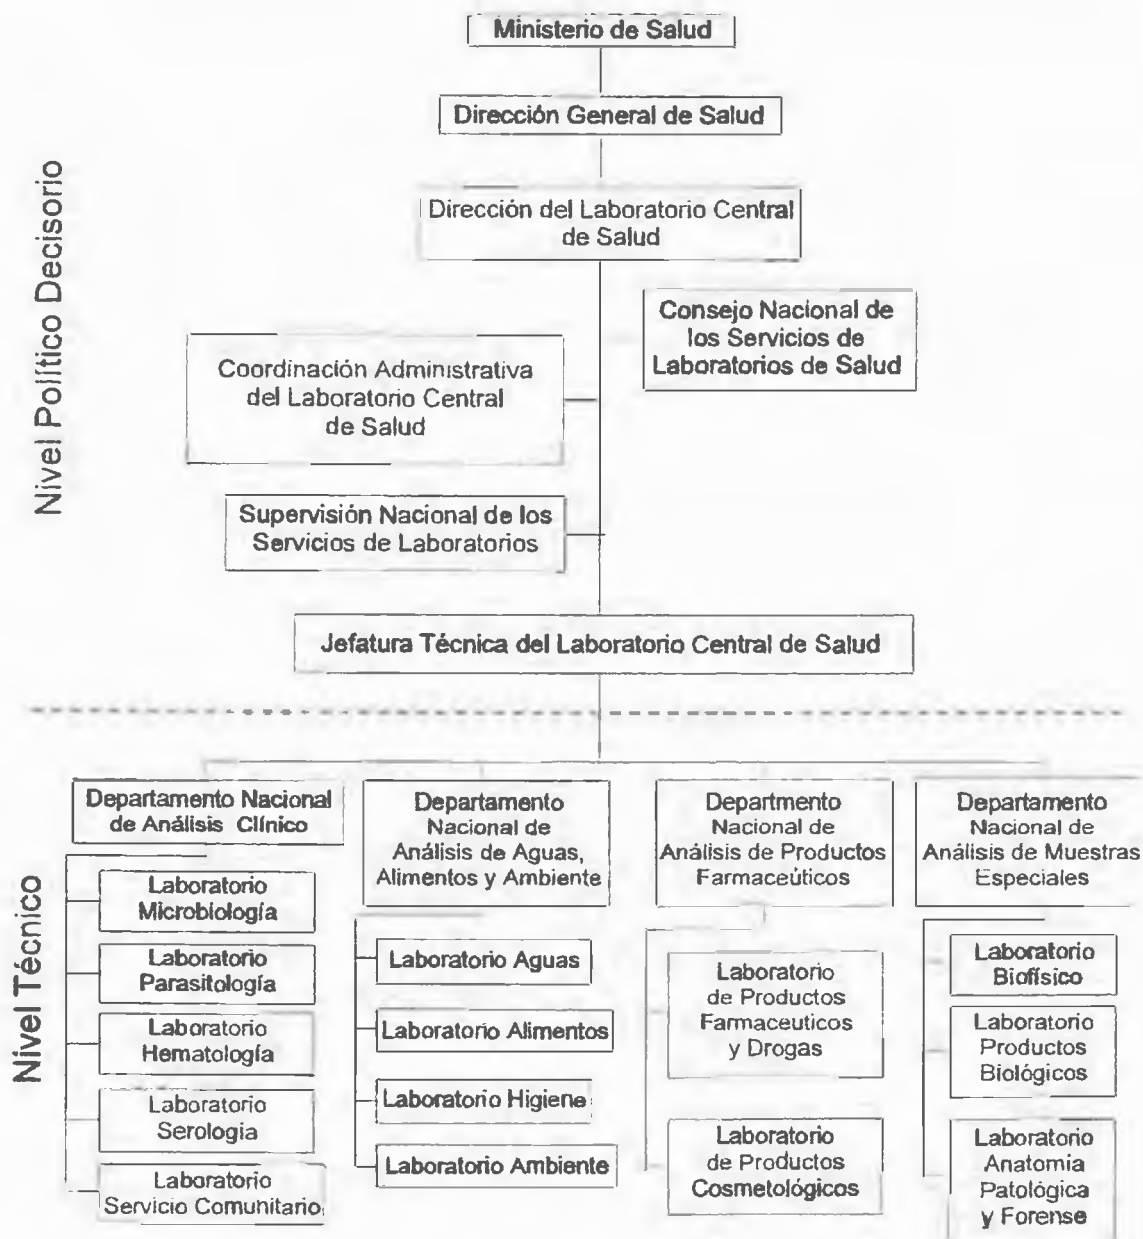 Ministerio de Salud
Dirección General de Salud
Dirección del Laboratorio Central
de Salud
Consejo Nacional de
los Servicios de
Laboratorios de Salud
Coordinación Administrativa
del Laboratorio Central
de Salud
Supervisión Nacional de los
Servicios de Laboratorios
Jefatura Técnica del Laboratorio Central de Salud
Nivel Político Decisorio
Nivel Técnico
Departamento Nacional
de Análisis Clínico
Laboratorio
Microbiología
Laboratorio
Parasitología
Laboratorio
Hematología
Laboratorio
Serologia
Laboratorio
Servicio Comunitario
Departamento
Nacional de
Análisis de Aguas,
Alimentos y Ambiente
Laboratorio Aguas
Laboratorio Alimentos
Laboratorio Higiene
Laboratorio Ambiente
Departmento
Nacional de
Análisis de Productos
Farmaceúticos
Laboratorio
de Productos
Farmaceuticos
y Drogas
Laboratorio
de Productos
Cosmetológicos
Departamento
Nacional de
Análisis de Muestras
Especiales
Laboratorio
Biofísico
Laboratorio
Productos
Biológicos
Laboratorio
Anatomia
Patológica
y Forense